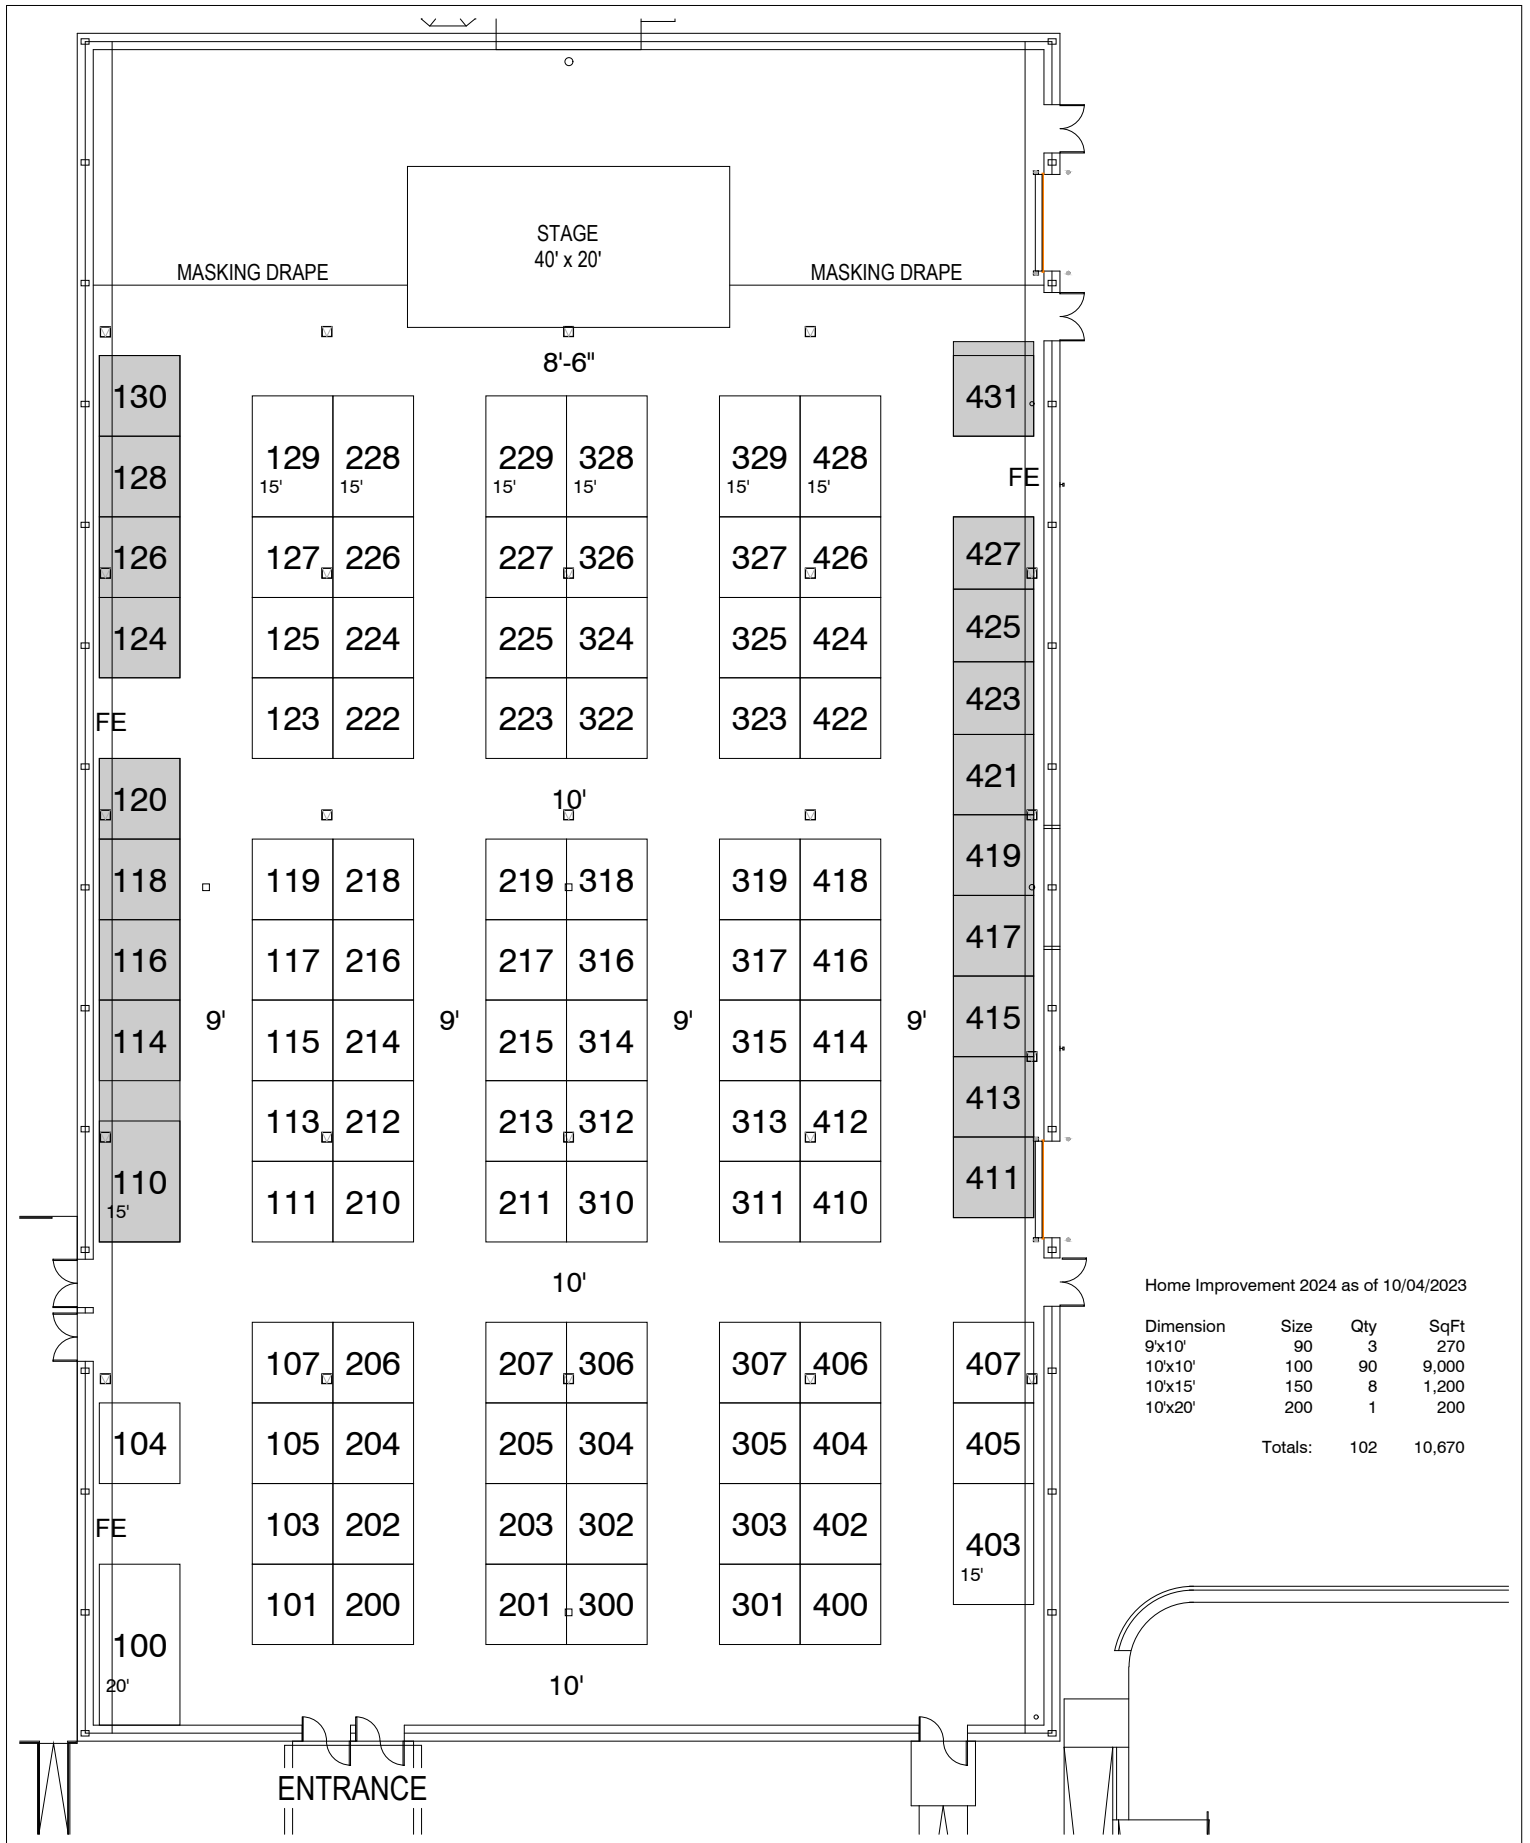 STAGE
40' x 20'
MASKING DRAPE
MASKING DRAPE
8'-6"
130
431
129 228 229 328 329 428
15' 15' 15' 15' 15' 15'
128
FE
126 127 226 227 326 327 426 427
124 125 224 225 324 325 424 425
423
FE
123 222 223 322 323 422
421
120
10'
419
118 119 218 219 318 319 418
417
116 117 216 217 316 317 416
9' 9' 9' 9'
415
114 115 214 215 314 315 414
413
113 212 213 312 313 412
411
110
15'
111 210 211 310 311 410
10'
Home Improvement 2024 as of 10/04/2023
Dimension Size Qty SqFt
9'x10' 90 3 270
10'x10' 100 90 9,000
10'x15' 150 8 1,200
10'x20' 200 1 200
Totals: 102 10,670
107 206 207 306 307 406 407
104 105 204 205 304 305 404 405
FE
103 202 203 302 303 402
403
15'
101 200 201 300 301 400
100
20'
10'
ENTRANCE